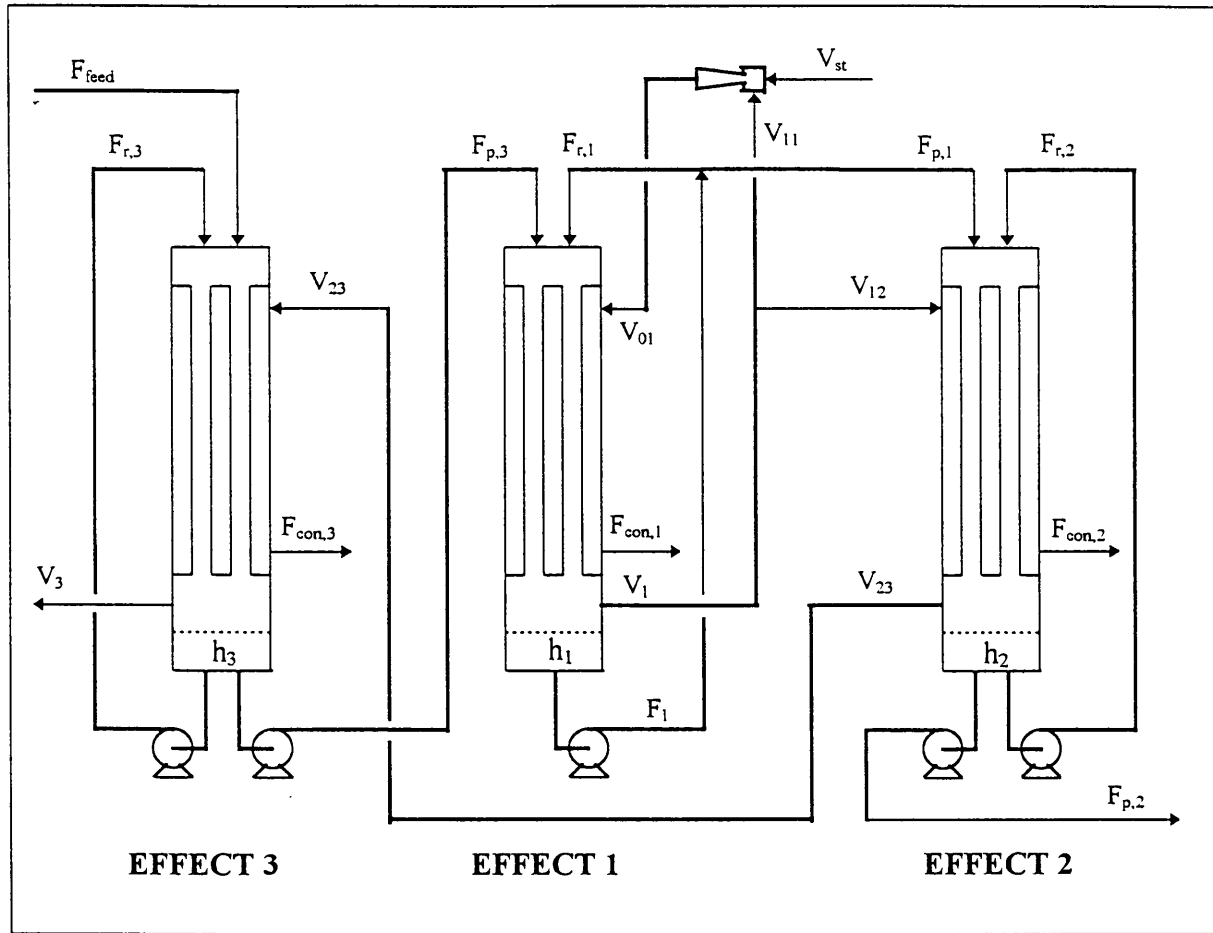 F_feed
V_st
V_11
F_r,3
F_p,3
F_r,1
F_p,1
F_r,2
V_23
V_01
V_12
F_con,3
F_con,1
F_con,2
V_3
V_1
V_23
h_3
h_1
h_2
F_1
F_p,2
EFFECT 3
EFFECT 1
EFFECT 2